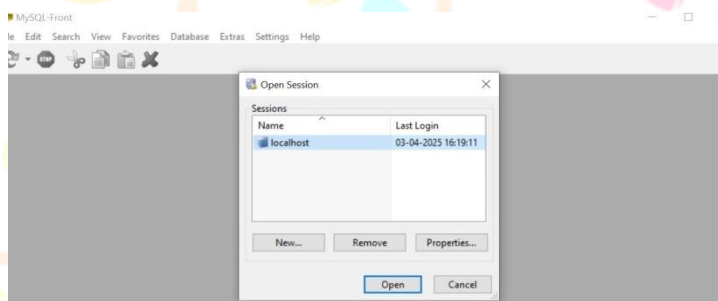 MySQL-Front
le Edit Search View Favorites Database Extras Settings Help
STOP
Open Session
Sessions
Name Last Login
localhost 03-04-2025 16:19:11
New... Remove Properties...
Open Cancel